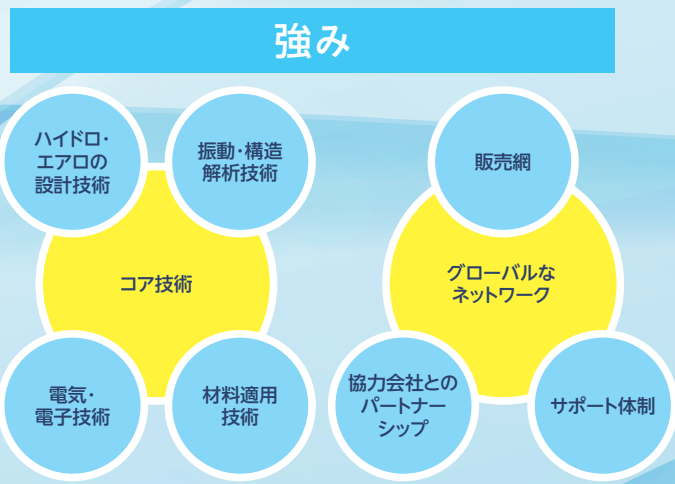 強み
ハイドロ・
エアロの
設計技術
振動・構造
解析技術
コア技術
電気・
電子技術
材料適用
技術
販売網
グローバルな
ネットワーク
協力会社との
パートナー
シップ
サポート体制